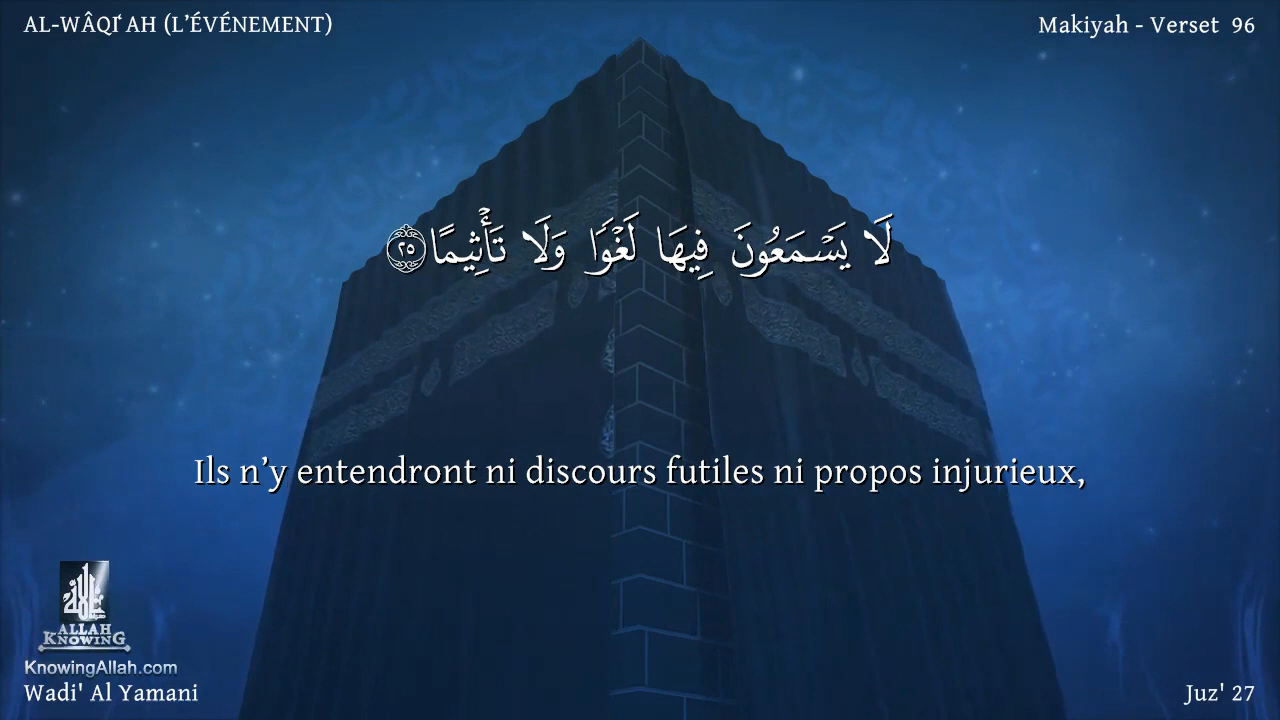 AL-WÂQI‘AH (L’ÉVÉNEMENT)
Makiyah - Verset 96
لَا يَسْمَعُونَ فِيهَا لَغْوًا وَلَا تَأْثِيمًا ٢٥
Ils n’y entendront ni discours futiles ni propos injurieux,
ALLAH
KNOWING
KnowingAllah.com
Wadi' Al Yamani
Juz' 27